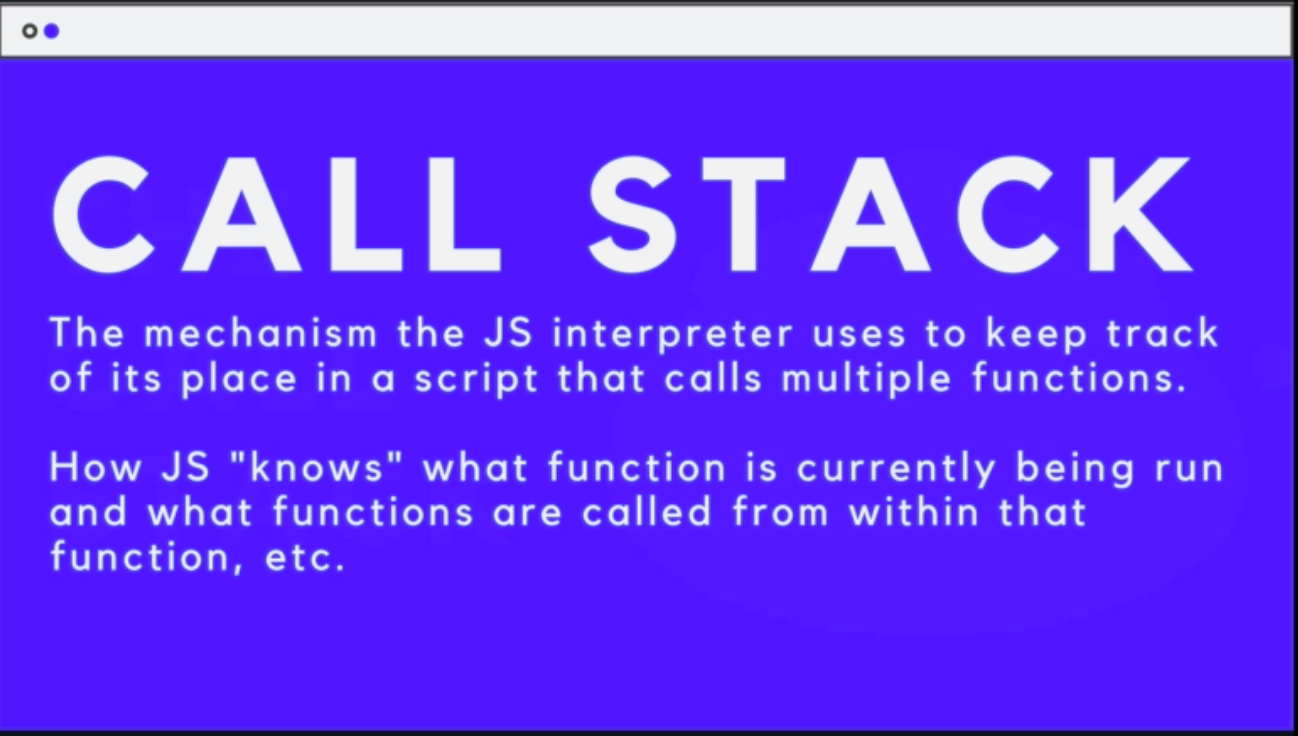 CALL STACK
The mechanism the JS interpreter uses to keep track
of its place in a script that calls multiple functions.
How JS "knows" what function is currently being run
and what functions are called from within that
function, etc.